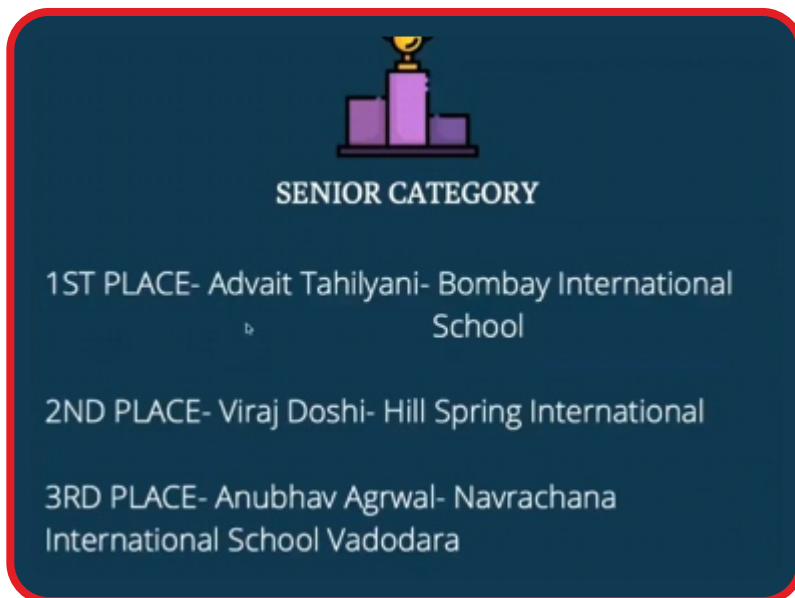 SENIOR CATEGORY
1ST PLACE- Advait Tahilyani- Bombay International
School
2ND PLACE- Viraj Doshi- Hill Spring International
3RD PLACE- Anubhav Agrwal- Navrachana
International School Vadodara